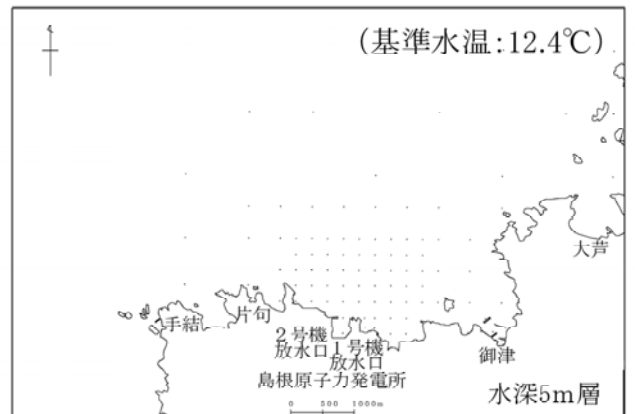 (基準水温:12.4℃)
大芦
手結
片句
2号機
放水口
1号機
放水口
御津
島根原子力発電所
水深5m層
0 500 1000m